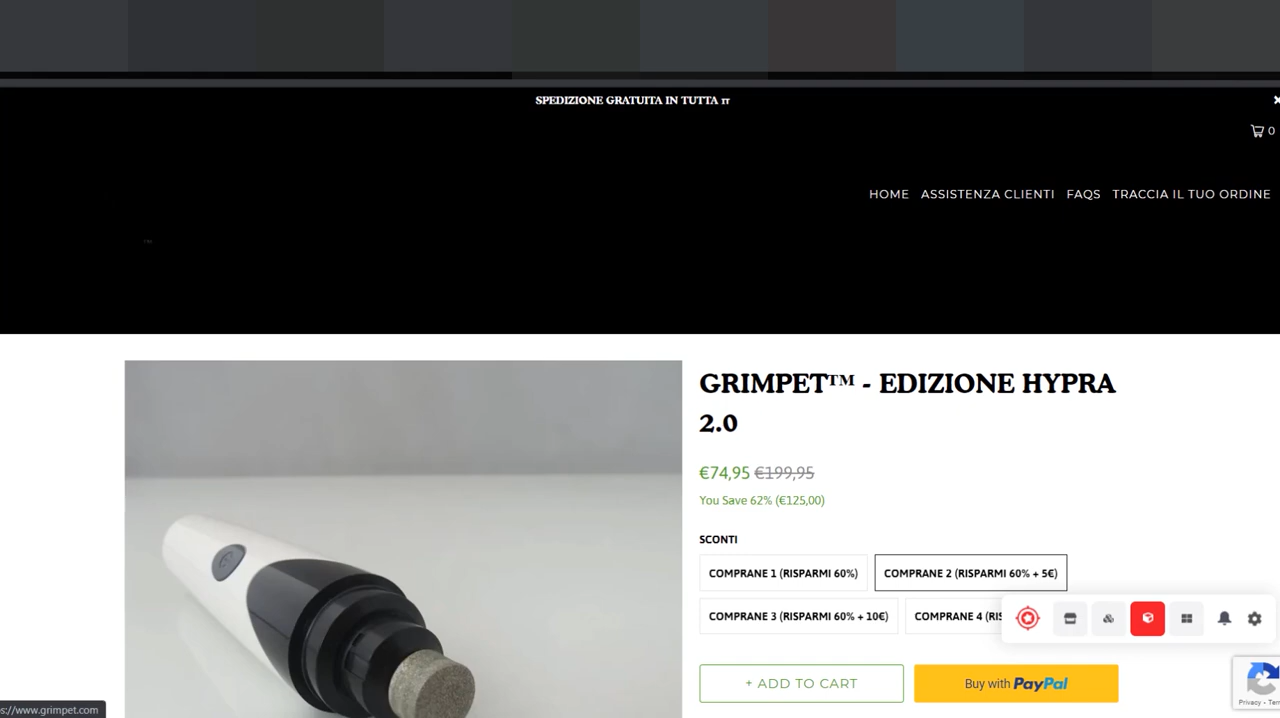 SPEDIZIONE GRATUITA IN TUTTA IT
0
HOME ASSISTENZA CLIENTI FAQS TRACCIA IL TUO ORDINE
GRIMPET™ - EDIZIONE HYPRA
2.0
€74,95 €199,95
You Save 62% (€125,00)
SCONTI
COMPRANE 1 (RISPARMI 60%) COMPRANE 2 (RISPARMI 60% + 5€)
COMPRANE 3 (RISPARMI 60% + 10€) COMPRANE 4 (RIS
+ ADD TO CART Buy with PayPal
Privacy - Ter
s://www.grimpet.com